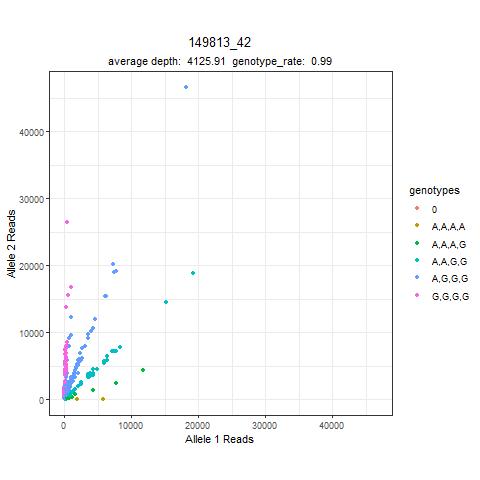 149813_42
average depth: 4125.91 genotype_rate: 0.99
40000
30000
20000
10000
0
Allele 2 Reads
0 10000 20000 30000 40000
Allele 1 Reads
genotypes
0
A,A,A,A
A,A,A,G
A,A,G,G
A,G,G,G
G,G,G,G